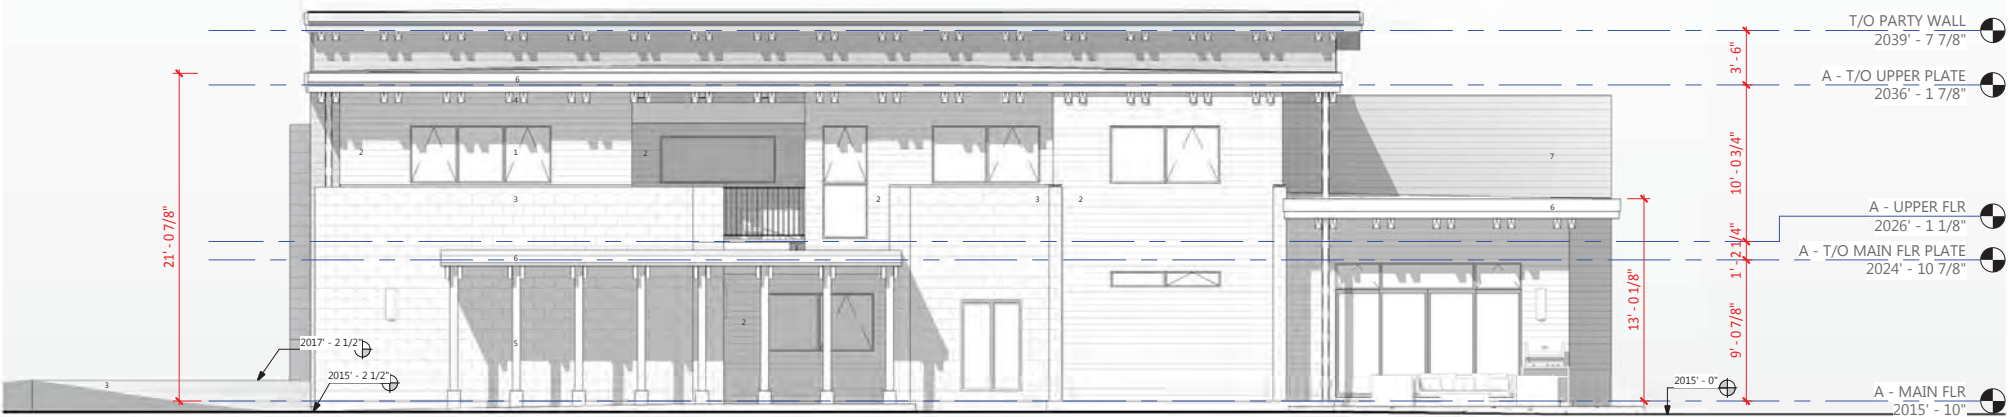 T/O PARTY WALL
2039' - 7 7/8"
3' - 6"
A - T/O UPPER PLATE
2036' - 1 7/8"
6
4
2
1
2
7
10' - 0 3/4"
3
2
3
2
6
A - UPPER FLR
2026' - 1 1/8"
21' - 0 7/8"
1' - 2 1/4"
A - T/O MAIN FLR PLATE
2024' - 10 7/8"
6
13' - 0 1/8"
2
9' - 0 7/8"
2017' - 2 1/2"
5
2015' - 2 1/2"
3
2015' - 0"
A - MAIN FLR
2015' - 10"